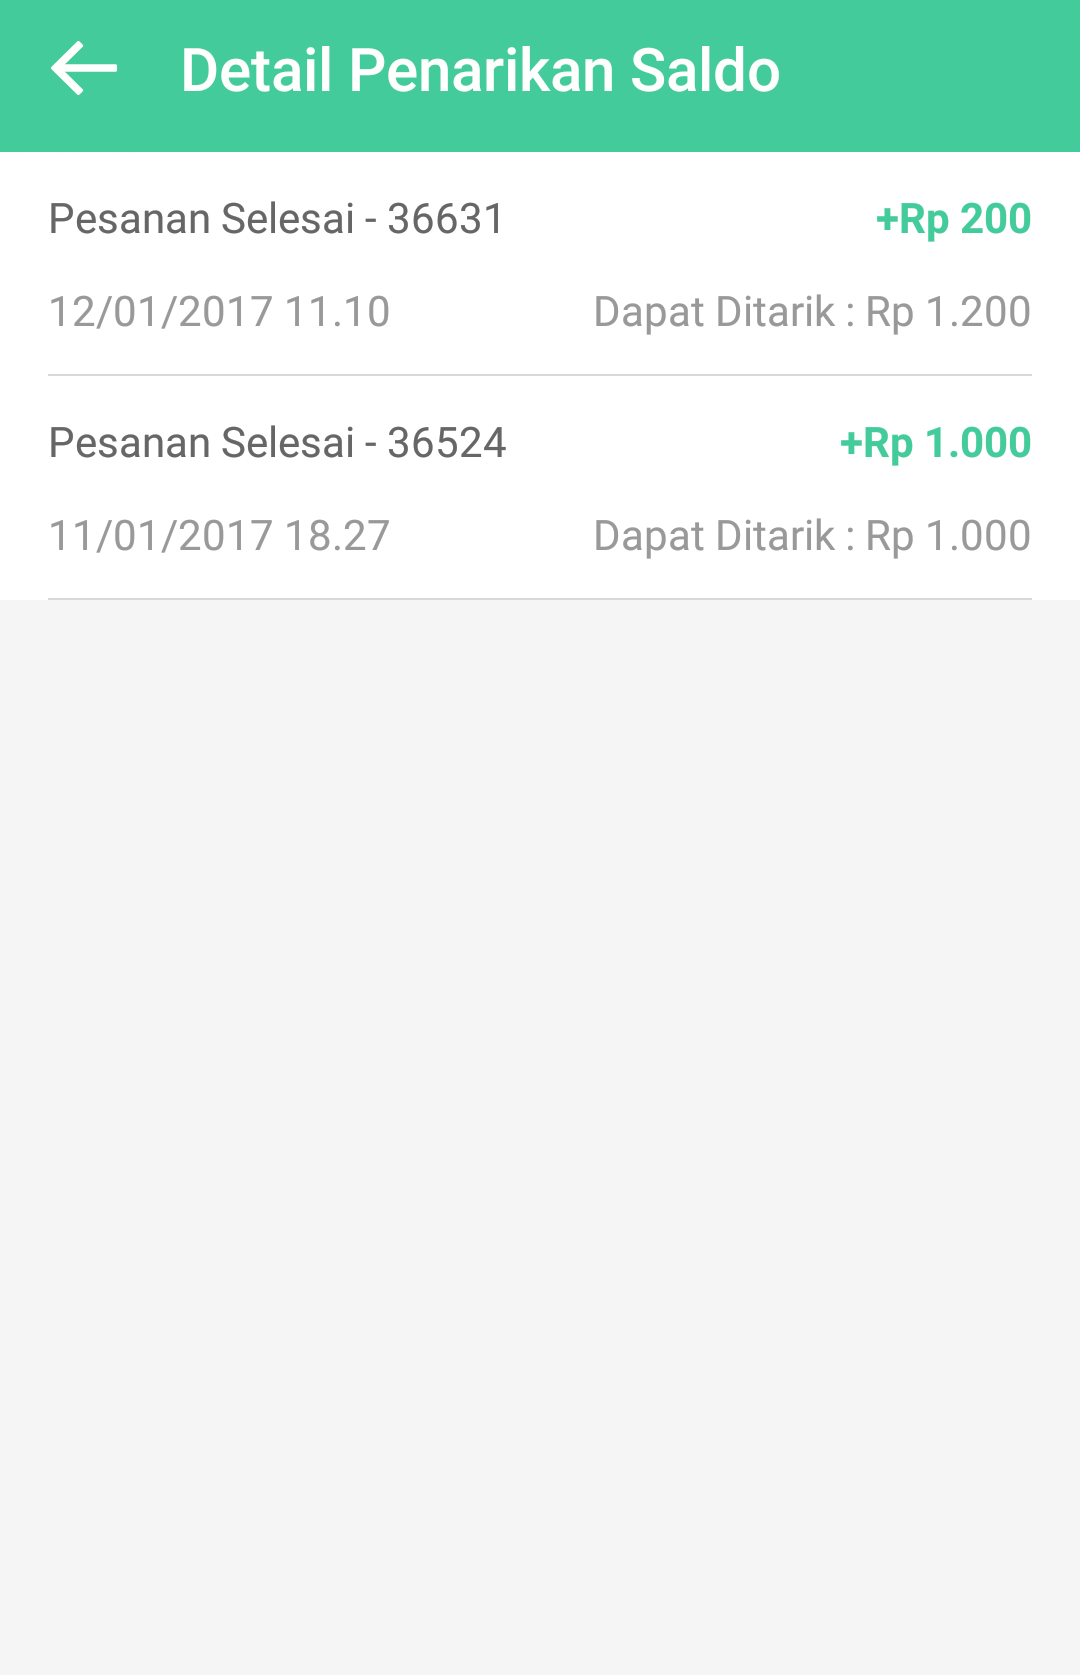 Detail Penarikan Saldo
Pesanan Selesai - 36631 +Rp 200
12/01/2017 11.10 Dapat Ditarik : Rp 1.200
Pesanan Selesai - 36524 +Rp 1.000
11/01/2017 18.27 Dapat Ditarik : Rp 1.000